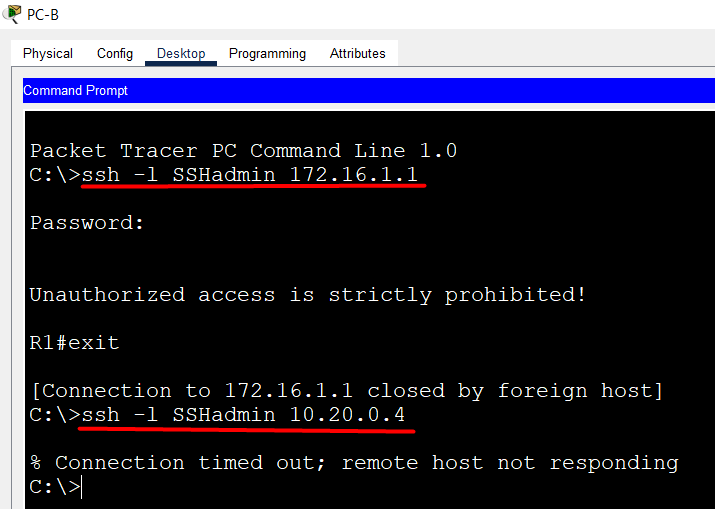 PC-B
Physical Config Desktop Programming Attributes
Command Prompt
Packet Tracer PC Command Line 1.0
C:\>ssh -l SSHadmin 172.16.1.1
Password:
Unauthorized access is strictly prohibited!
R1#exit
[Connection to 172.16.1.1 closed by foreign host]
C:\>ssh -l SSHadmin 10.20.0.4
% Connection timed out; remote host not responding
C:\>